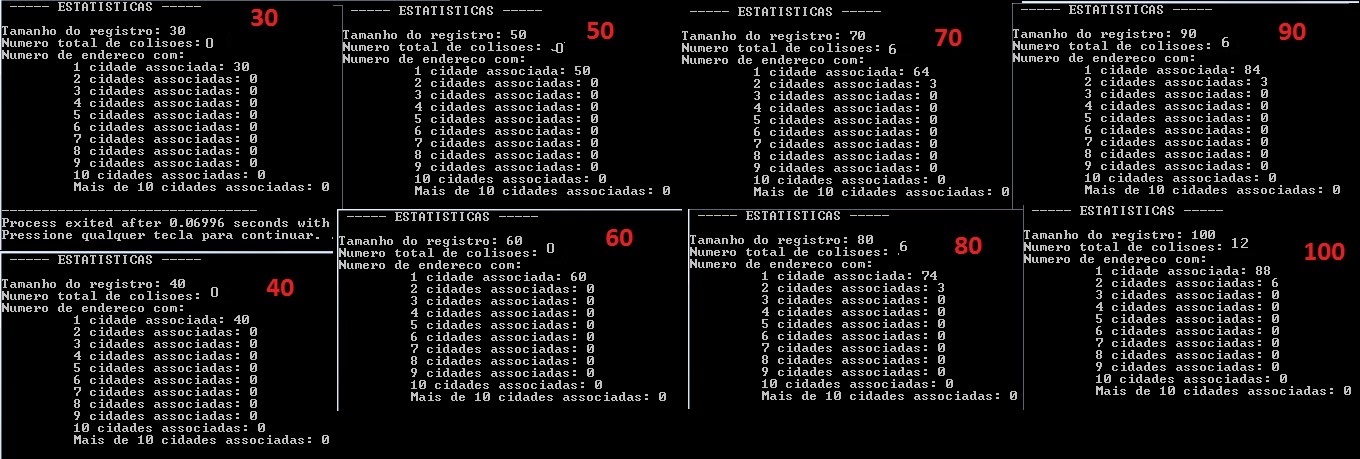 ----- ESTATISTICAS -----
30
Tamanho do registro: 30
Numero total de colisoes: 0
Numero de endereco com:
1 cidade associada: 30
2 cidades associadas: 0
3 cidades associadas: 0
4 cidades associadas: 0
5 cidades associadas: 0
6 cidades associadas: 0
7 cidades associadas: 0
8 cidades associadas: 0
9 cidades associadas: 0
10 cidades associadas: 0
Mais de 10 cidades associadas: 0
--------------------------------
Process exited after 0.06996 seconds with
Pressione qualquer tecla para continuar. .
----- ESTATISTICAS -----
40
Tamanho do registro: 40
Numero total de colisoes: 0
Numero de endereco com:
1 cidade associada: 40
2 cidades associadas: 0
3 cidades associadas: 0
4 cidades associadas: 0
5 cidades associadas: 0
6 cidades associadas: 0
7 cidades associadas: 0
8 cidades associadas: 0
9 cidades associadas: 0
10 cidades associadas: 0
Mais de 10 cidades associadas: 0
----- ESTATISTICAS -----
50
Tamanho do registro: 50
Numero total de colisoes: 0
Numero de endereco com:
1 cidade associada: 50
2 cidades associadas: 0
3 cidades associadas: 0
4 cidades associadas: 0
5 cidades associadas: 0
6 cidades associadas: 0
7 cidades associadas: 0
8 cidades associadas: 0
9 cidades associadas: 0
10 cidades associadas: 0
Mais de 10 cidades associadas: 0
----- ESTATISTICAS -----
60
Tamanho do registro: 60
Numero total de colisoes: 0
Numero de endereco com:
1 cidade associada: 60
2 cidades associadas: 0
3 cidades associadas: 0
4 cidades associadas: 0
5 cidades associadas: 0
6 cidades associadas: 0
7 cidades associadas: 0
8 cidades associadas: 0
9 cidades associadas: 0
10 cidades associadas: 0
Mais de 10 cidades associadas: 0
----- ESTATISTICAS -----
70
Tamanho do registro: 70
Numero total de colisoes: 6
Numero de endereco com:
1 cidade associada: 64
2 cidades associadas: 3
3 cidades associadas: 0
4 cidades associadas: 0
5 cidades associadas: 0
6 cidades associadas: 0
7 cidades associadas: 0
8 cidades associadas: 0
9 cidades associadas: 0
10 cidades associadas: 0
Mais de 10 cidades associadas: 0
----- ESTATISTICAS -----
80
Tamanho do registro: 80
Numero total de colisoes: 6
Numero de endereco com:
1 cidade associada: 74
2 cidades associadas: 3
3 cidades associadas: 0
4 cidades associadas: 0
5 cidades associadas: 0
6 cidades associadas: 0
7 cidades associadas: 0
8 cidades associadas: 0
9 cidades associadas: 0
10 cidades associadas: 0
Mais de 10 cidades associadas: 0
----- ESTATISTICAS -----
90
Tamanho do registro: 90
Numero total de colisoes: 6
Numero de endereco com:
1 cidade associada: 84
2 cidades associadas: 3
3 cidades associadas: 0
4 cidades associadas: 0
5 cidades associadas: 0
6 cidades associadas: 0
7 cidades associadas: 0
8 cidades associadas: 0
9 cidades associadas: 0
10 cidades associadas: 0
Mais de 10 cidades associadas: 0
----- ESTATISTICAS -----
100
Tamanho do registro: 100
Numero total de colisoes: 12
Numero de endereco com:
1 cidade associada: 88
2 cidades associadas: 6
3 cidades associadas: 0
4 cidades associadas: 0
5 cidades associadas: 0
6 cidades associadas: 0
7 cidades associadas: 0
8 cidades associadas: 0
9 cidades associadas: 0
10 cidades associadas: 0
Mais de 10 cidades associadas: 0